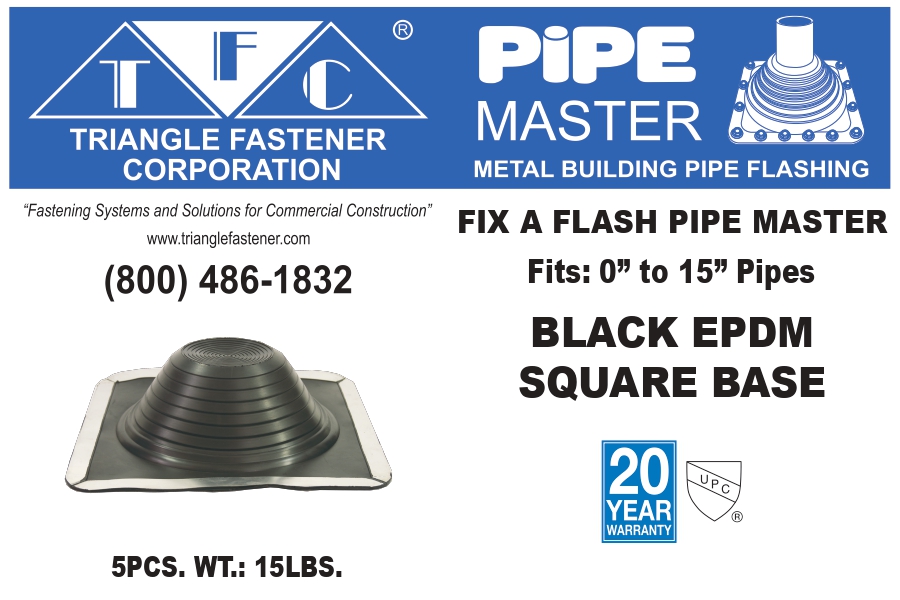 TFC ®
TRIANGLE FASTENER
CORPORATION
PiPE
MASTER
METAL BUILDING PIPE FLASHING
“Fastening Systems and Solutions for Commercial Construction”
www.trianglefastener.com
(800) 486-1832
5PCS. WT.: 15LBS.
FIX A FLASH PIPE MASTER
Fits: 0” to 15” Pipes
BLACK EPDM
SQUARE BASE
20
YEAR
WARRANTY
UPC ®